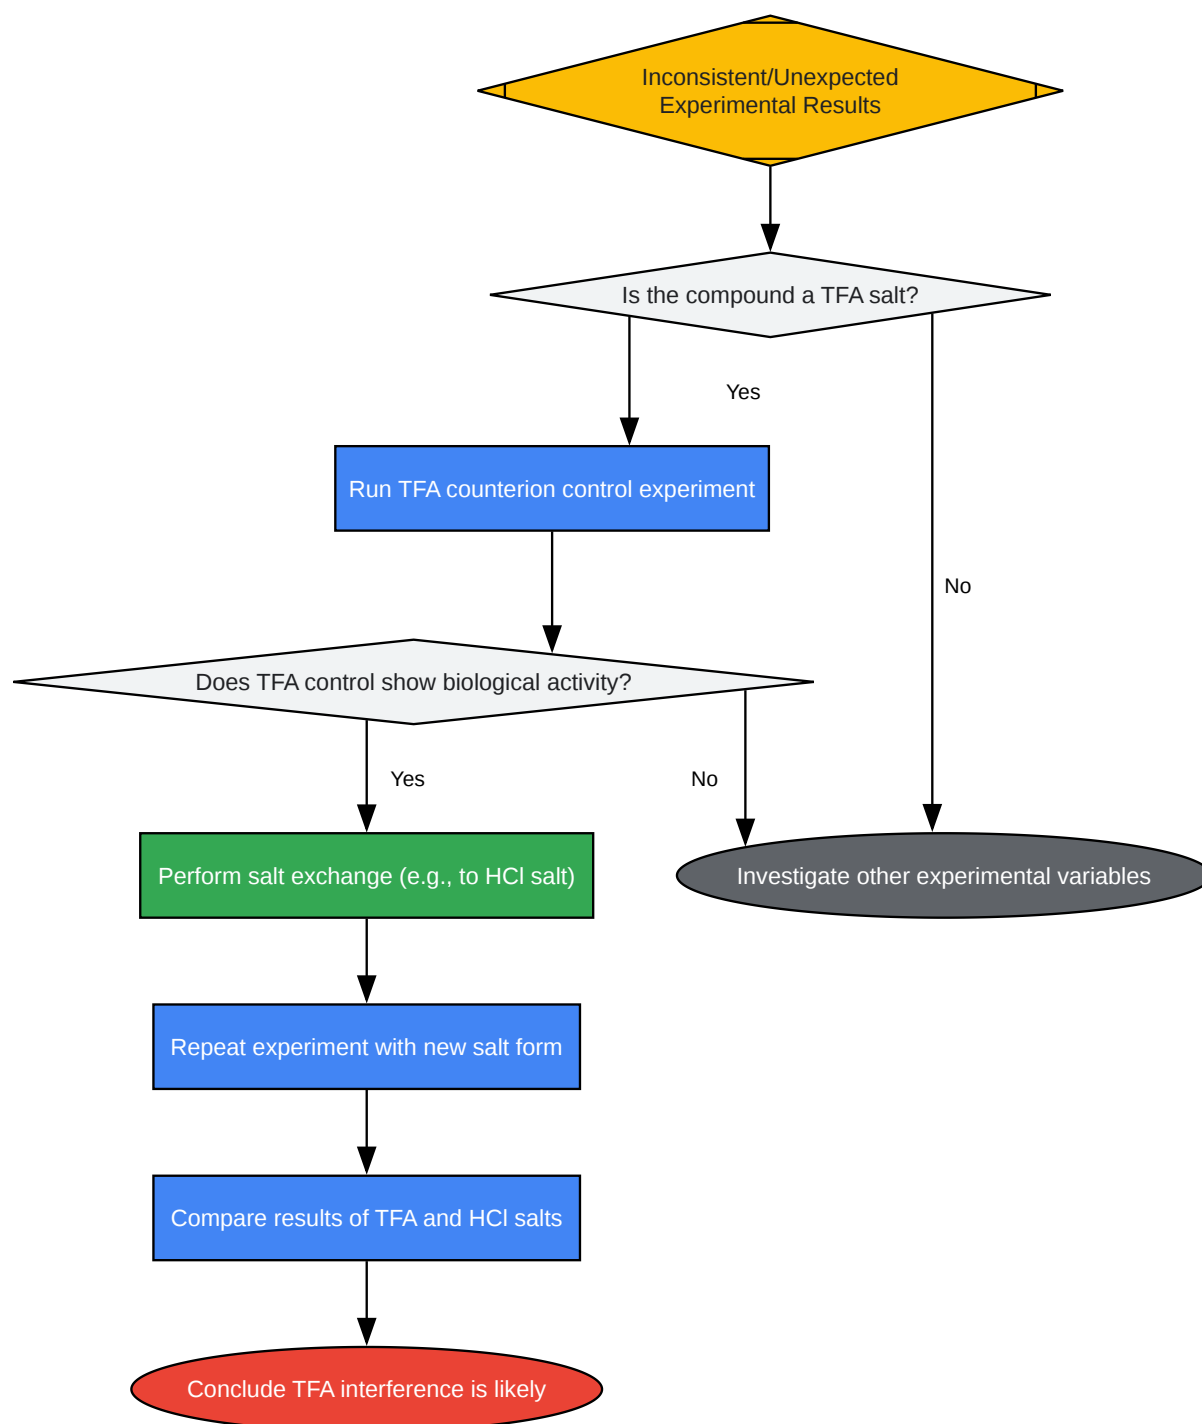 Inconsistent/Unexpected
Experimental Results
Is the compound a TFA salt?
Yes
Run TFA counterion control experiment
No
Does TFA control show biological activity?
Yes
No
Perform salt exchange (e.g., to HCl salt)
Investigate other experimental variables
Repeat experiment with new salt form
Compare results of TFA and HCl salts
Conclude TFA interference is likely